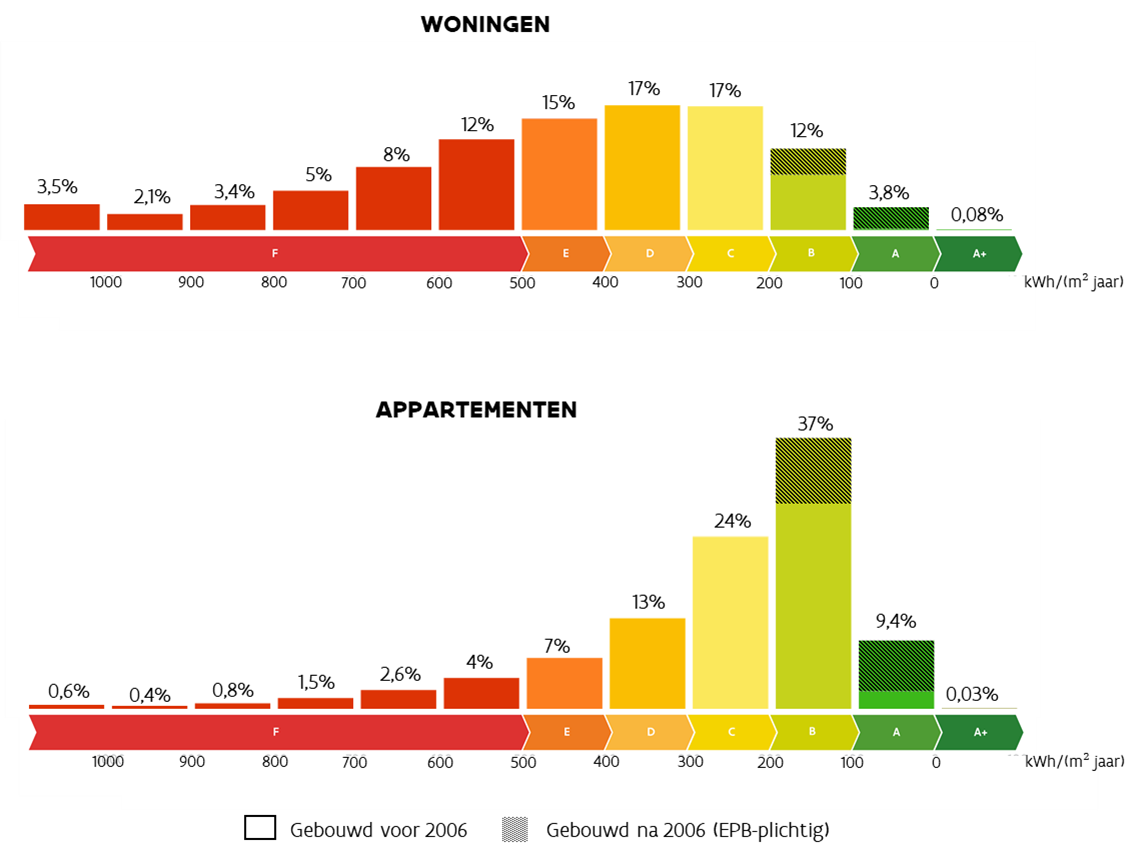 WONINGEN
3,5% 2,1% 3,4% 5% 8% 12% 15% 17% 17% 12% 3,8% 0,08%
F E D C B A A+
1000 900 800 700 600 500 400 300 200 100 0 kWh/(m² jaar)
APPARTEMENTEN
0,6% 0,4% 0,8% 1,5% 2,6% 4% 7% 13% 24% 37% 9,4% 0,03%
F E D C B A A+
1000 900 800 700 600 500 400 300 200 100 0 kWh/(m² jaar)
Gebouwd voor 2006 Gebouwd na 2006 (EPB-plichtig)